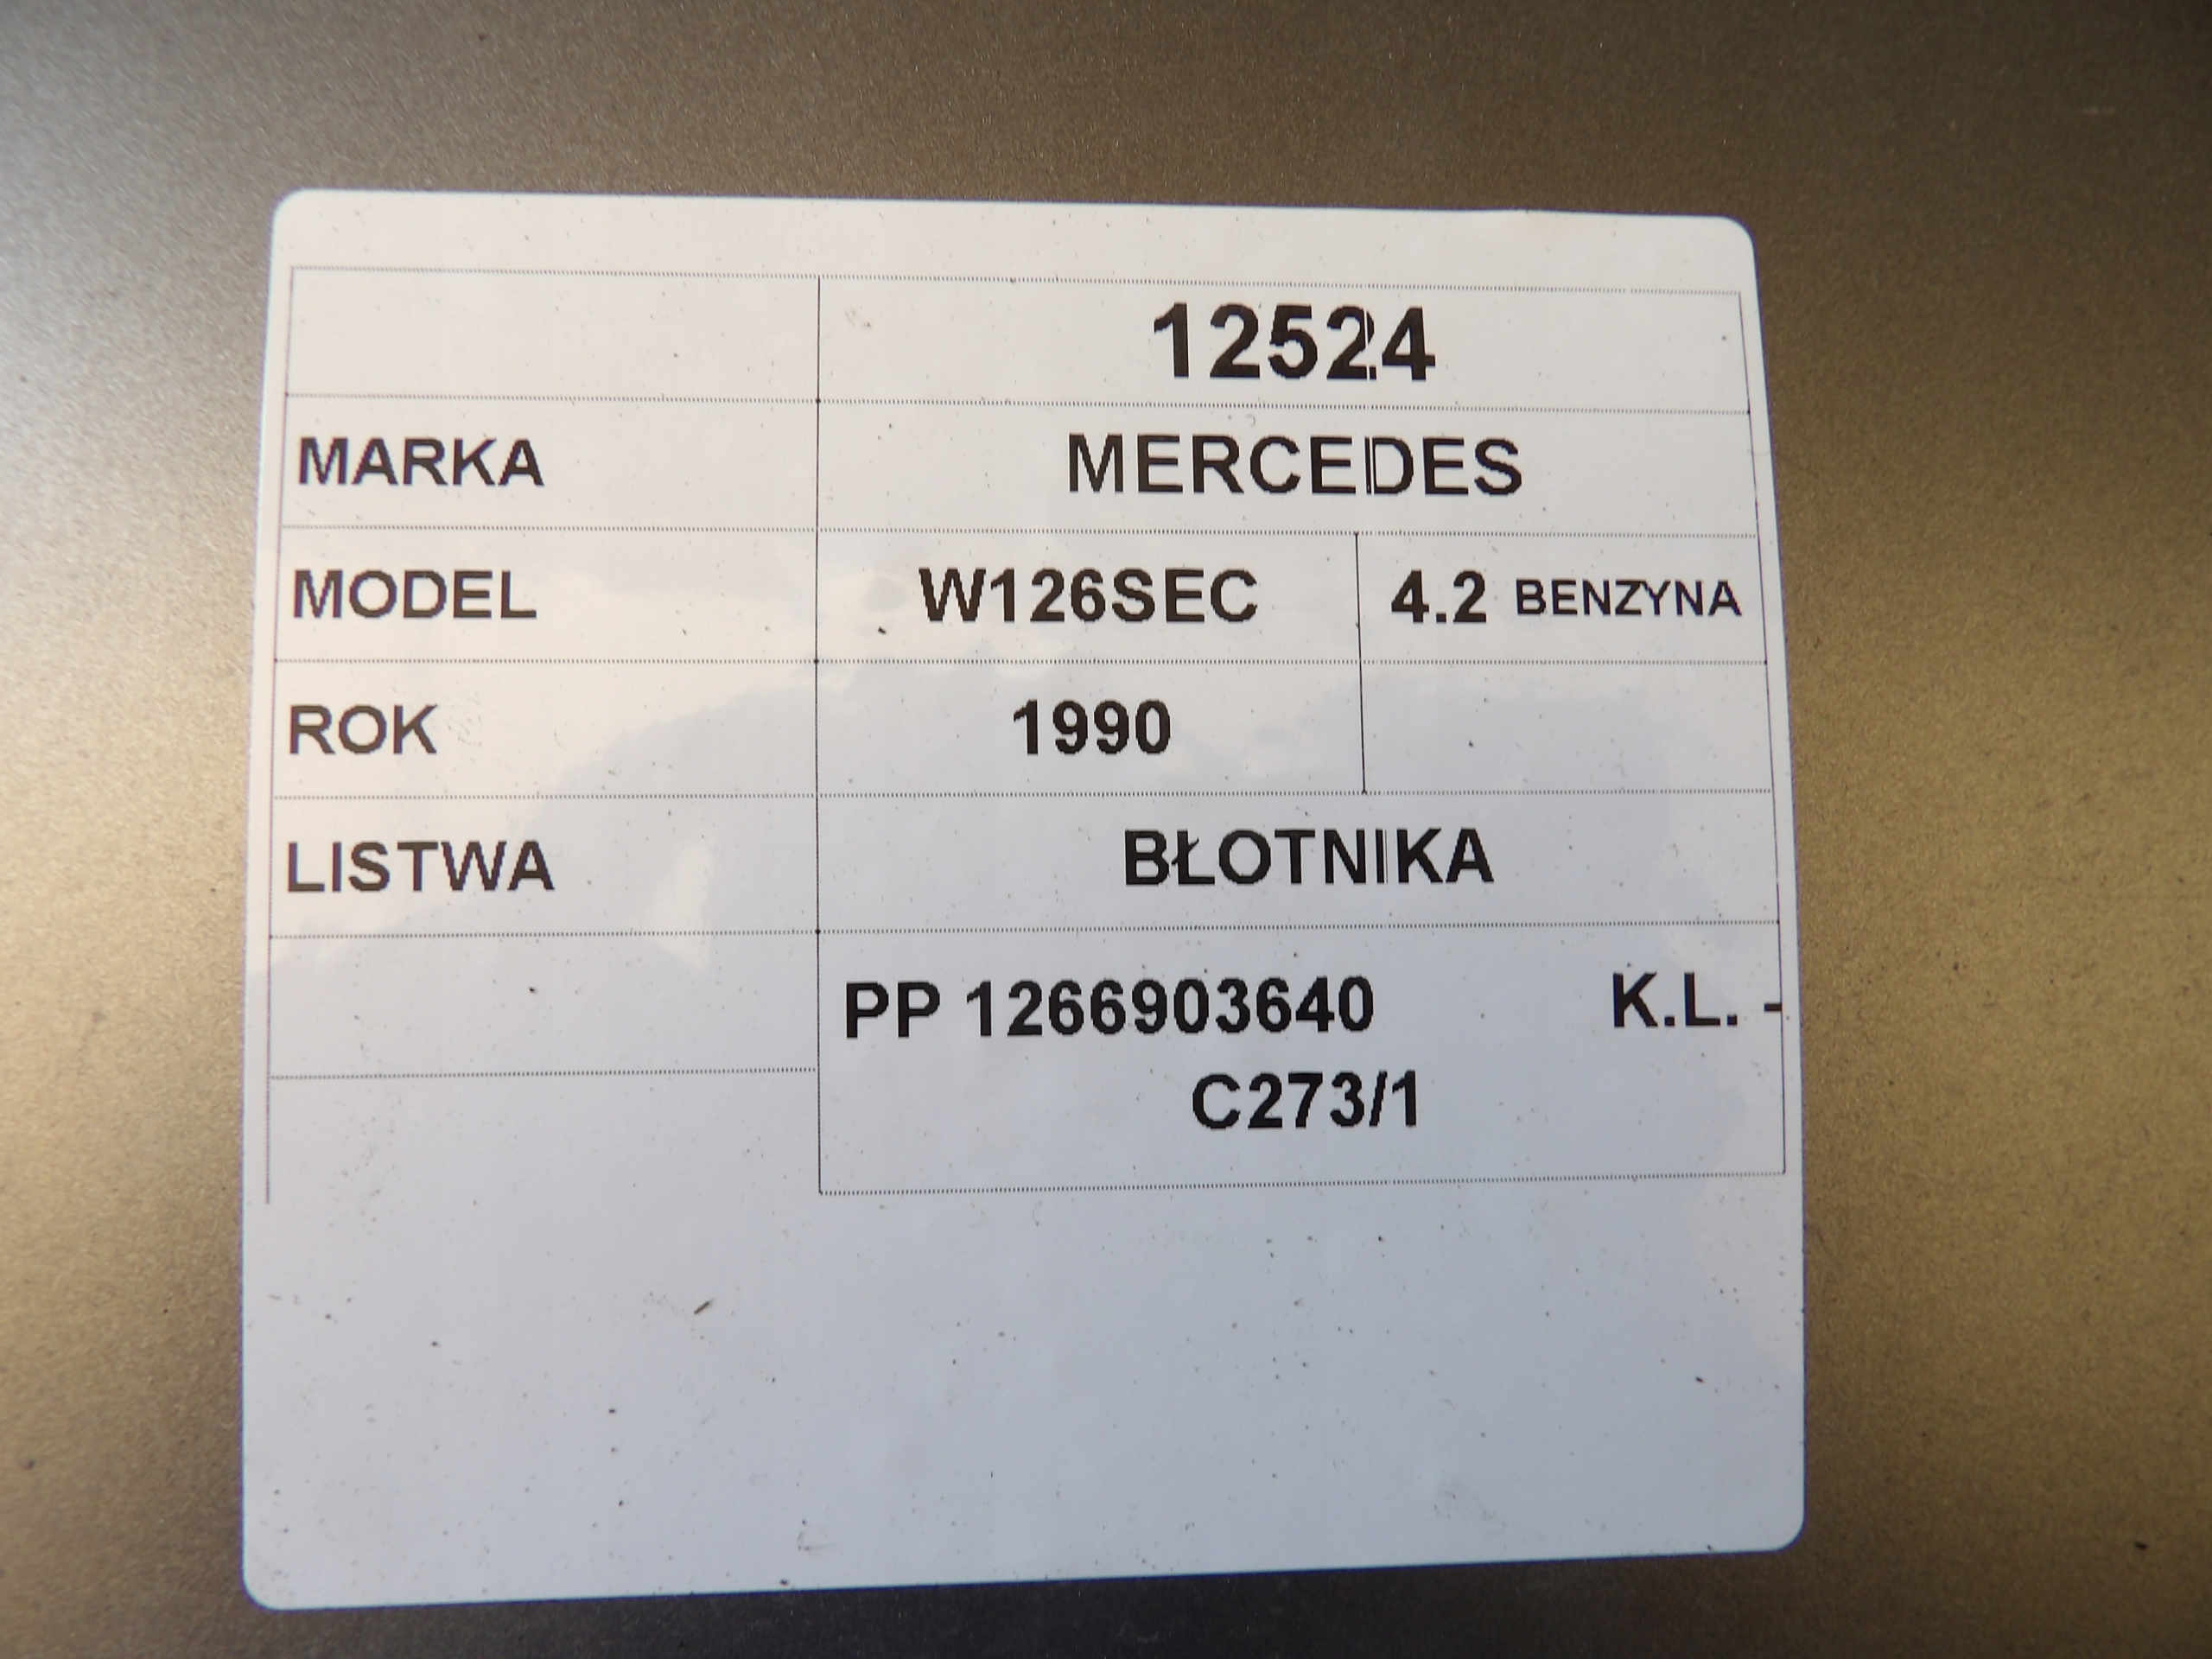 12524
MARKA MERCEDES
MODEL W126SEC 4.2 BENZYNA
ROK 1990
LISTWA BŁOTNIKA
PP 1266903640 K.L. -
C273/1